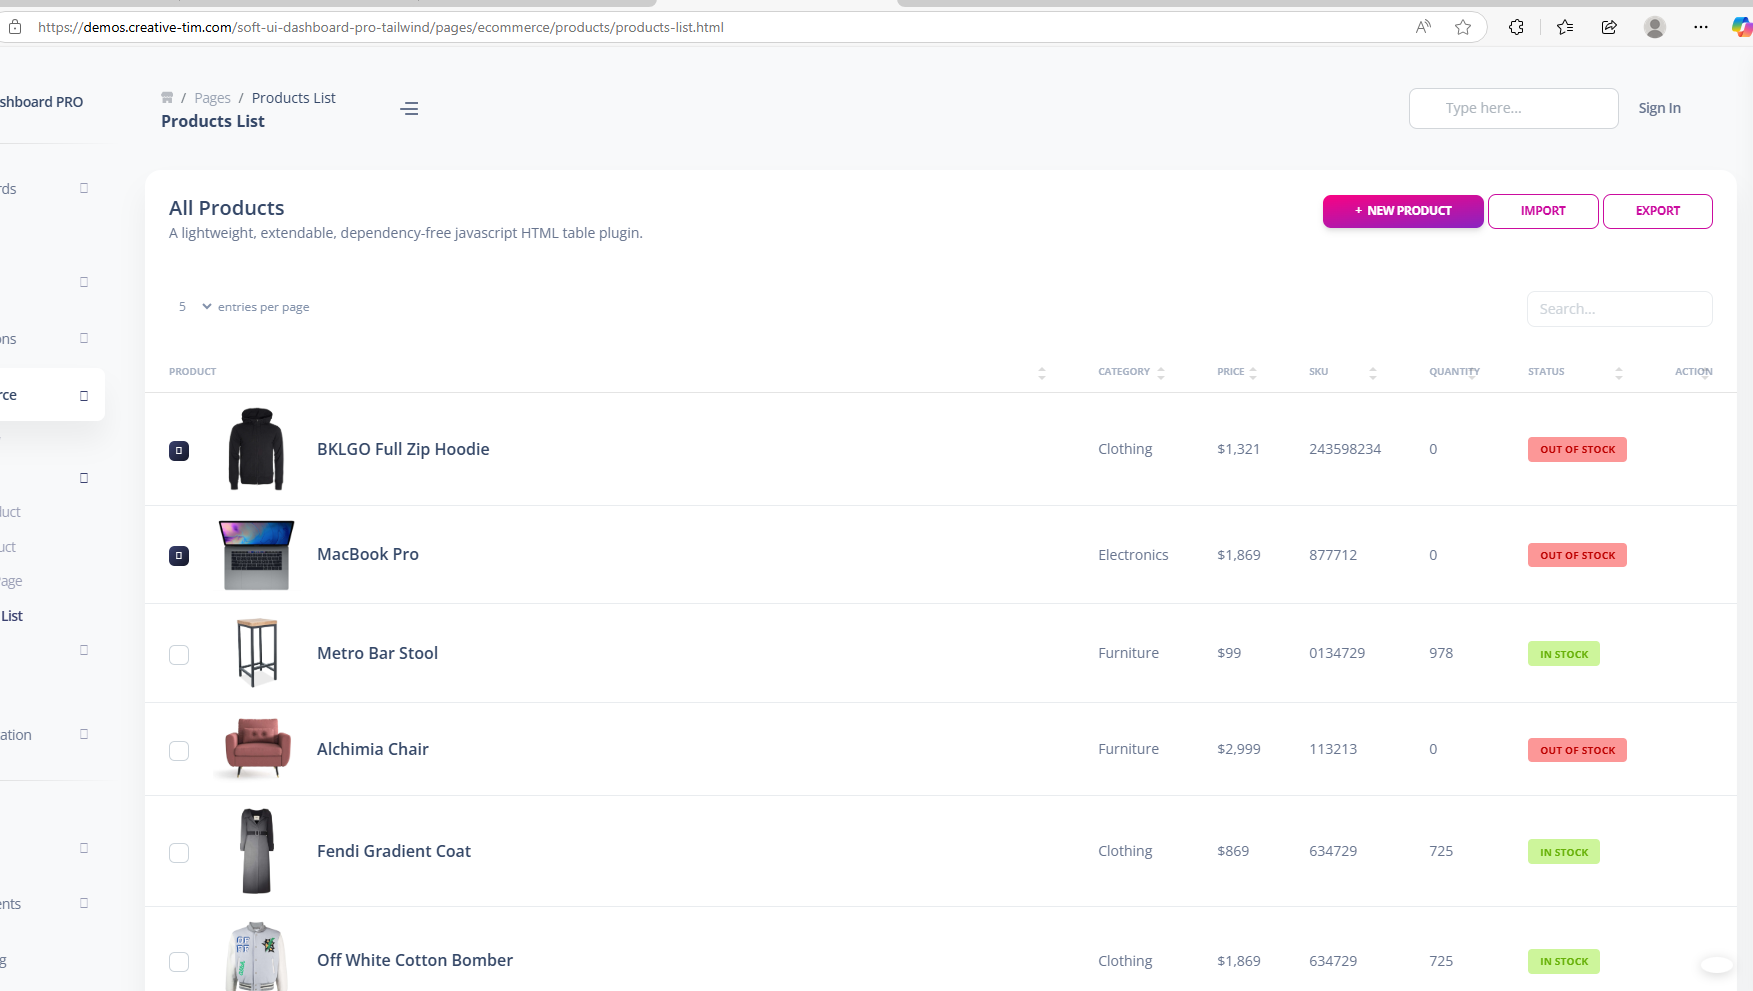 https://demos.creative-tim.com/soft-ui-dashboard-pro-tailwind/pages/ecommerce/products/products-list.html
shboard PRO
/ Pages / Products List
Products List
Type here...
Sign In
rds
ons
rce
luct
uct
Page
List
ation
ents
g
All Products
A lightweight, extendable, dependency-free javascript HTML table plugin.
+ NEW PRODUCT
IMPORT
EXPORT
5 entries per page
Search...
PRODUCT CATEGORY PRICE SKU QUANTITY STATUS ACTION
BKLGO Full Zip Hoodie Clothing $1,321 243598234 0 OUT OF STOCK
MacBook Pro Electronics $1,869 877712 0 OUT OF STOCK
Metro Bar Stool Furniture $99 0134729 978 IN STOCK
Alchimia Chair Furniture $2,999 113213 0 OUT OF STOCK
Fendi Gradient Coat Clothing $869 634729 725 IN STOCK
Off White Cotton Bomber Clothing $1,869 634729 725 IN STOCK